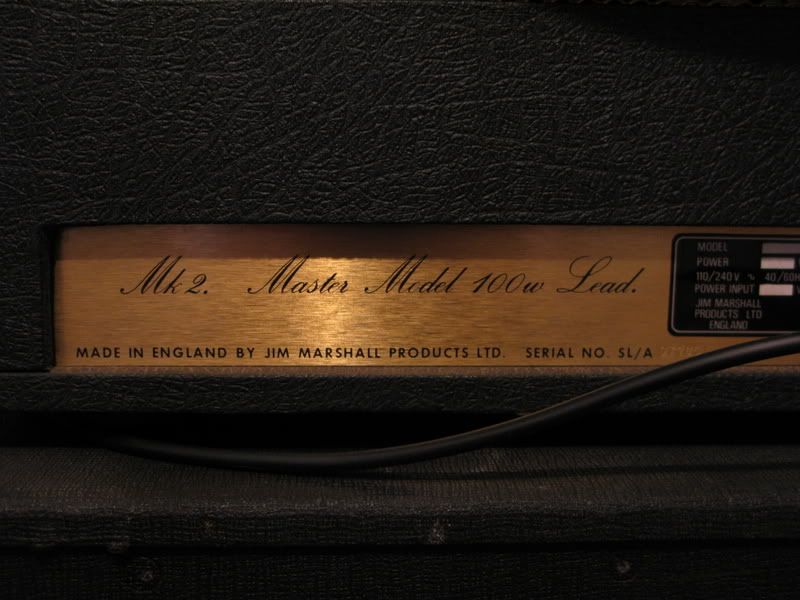 Mk 2. Master Model 100w Lead.
MADE IN ENGLAND BY JIM MARSHALL PRODUCTS LTD. SERIAL NO. SL/A
MODEL
POWER
110/240 V ~ 40/60H
POWER INPUT
JIM MARSHALL
PRODUCTS LTD
ENGLAND